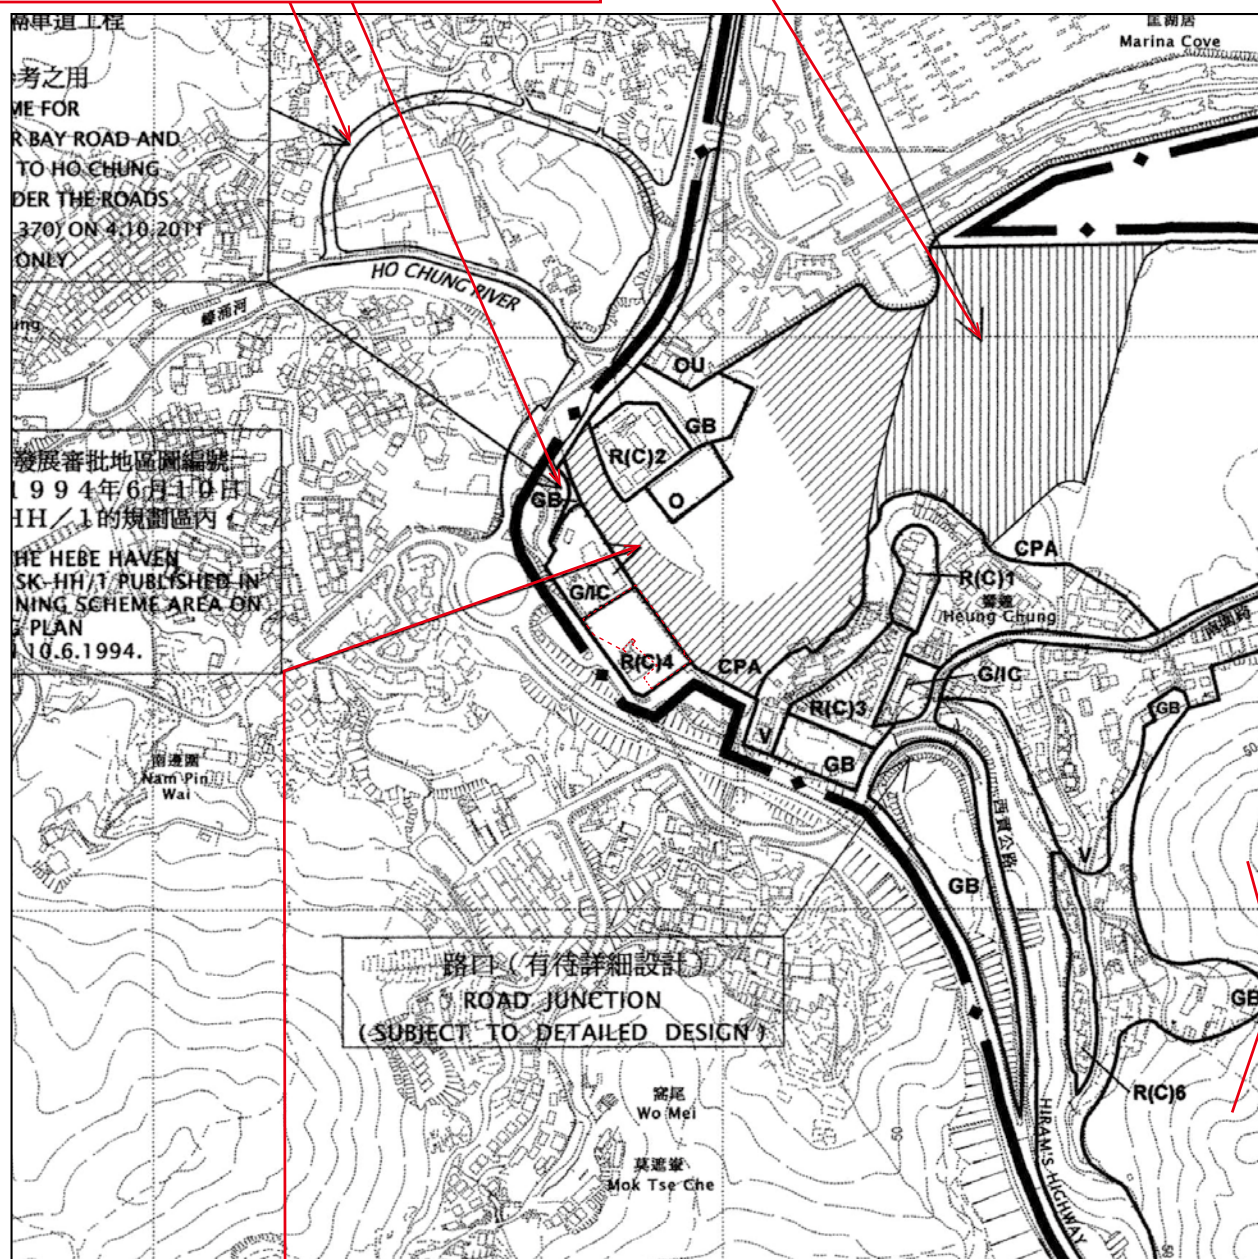 隔車道工程
考之用
ME FOR
R BAY ROAD AND
TO HO CHUNG
DER THE ROADS
370) ON 4.10.2011
ONLY
匡湖居
Marina Cove
HO CHUNG RIVER
蠔涌河
ung
OU
GB
R(C)2
O
GB
發展審批地區圖編號
1994年6月10日
HH/1的規劃區內。
HE HEBE HAVEN
SK-HH/1 PUBLISHED IN
NING SCHEME AREA ON
G PLAN
10.6.1994.
G/IC
R(C)4
CPA
CPA
R(C)1
Heung Chung
G/IC
R(C)3
V
GB
GB
南邊圍
Nam Pin
Wai
西貢公路
V
GB
GB
路口(有待詳細設計)
ROAD JUNCTION
(SUBJECT TO DETAILED DESIGN)
R(C)6
窩尾
Wo Mei
莫遮輋
Mok Tse Che
HIRAM'S HIGHWAY
50
50
50